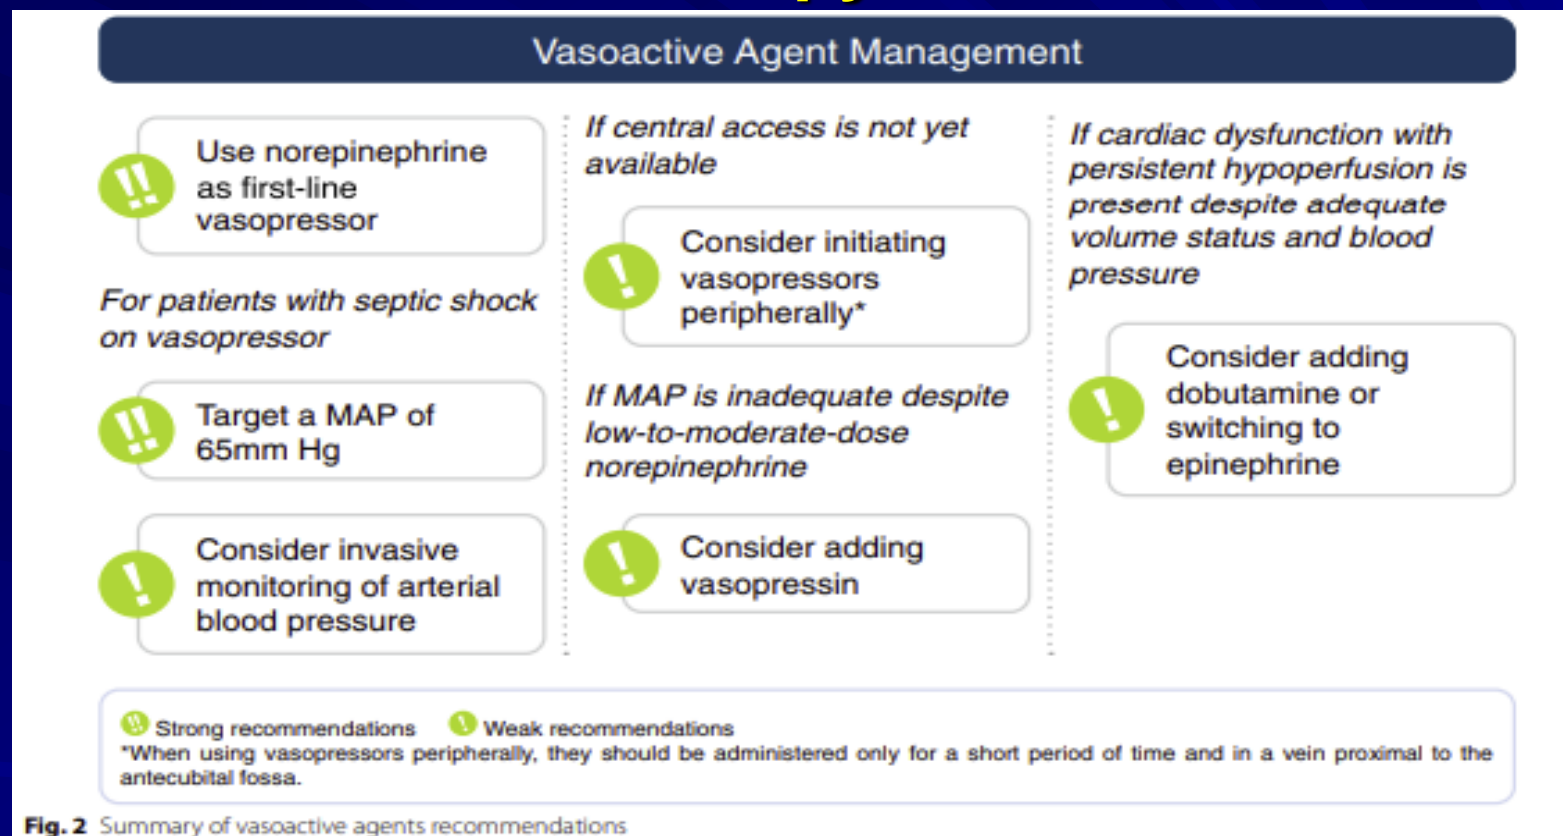 Vasoactive Agent Management
Use norepinephrine
as first-line
vasopressor
For patients with septic shock
on vasopressor
Target a MAP of
65mm Hg
Consider invasive
monitoring of arterial
blood pressure
If central access is not yet
available
Consider initiating
vasopressors
peripherally*
If MAP is inadequate despite
low-to-moderate-dose
norepinephrine
Consider adding
vasopressin
If cardiac dysfunction with
persistent hypoperfusion is
present despite adequate
volume status and blood
pressure
Consider adding
dobutamine or
switching to
epinephrine
Strong recommendations Weak recommendations
*When using vasopressors peripherally, they should be administered only for a short period of time and in a vein proximal to the
antecubital fossa.
Fig. 2 Summary of vasoactive agents recommendations